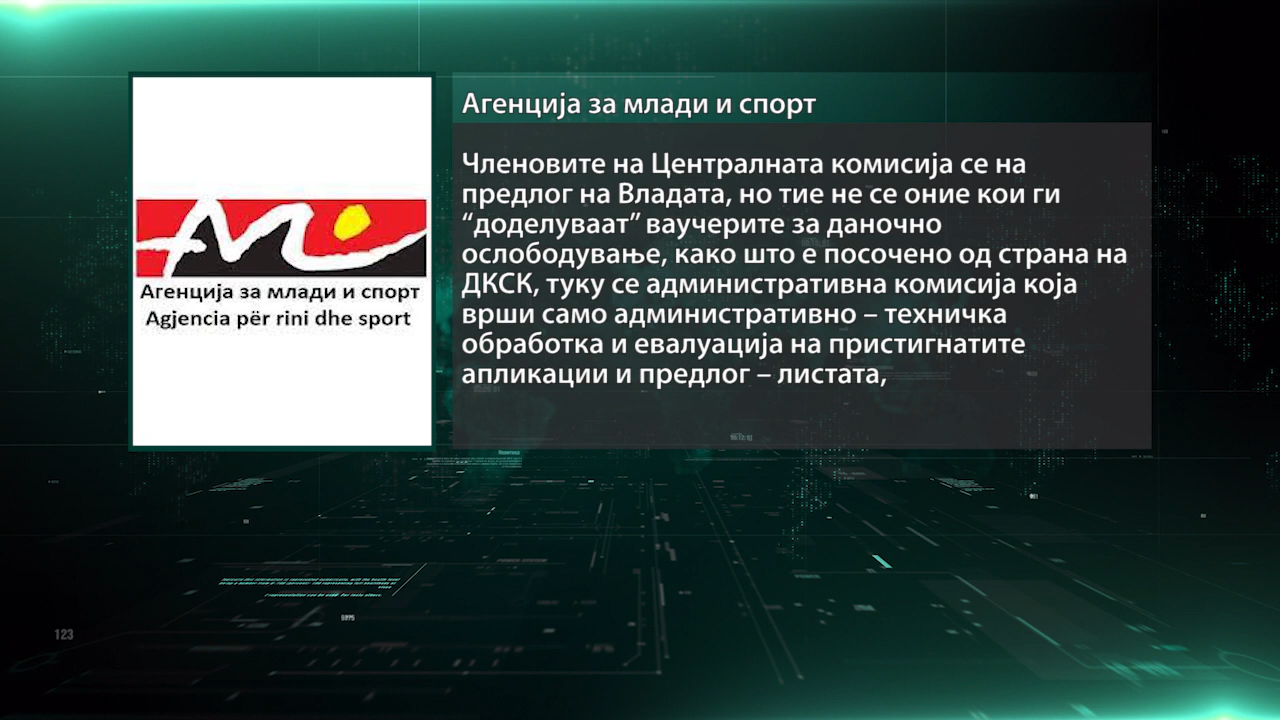 Агенција за млади и спорт
Членовите на Централната комисија се на
предлог на Владата, но тие не се оние кои ги
“доделуваат” ваучерите за даночно
ослободување, како што е посочено од страна на
ДКСК, туку се административна комисија која
врши само административно – техничка
обработка и евалуација на пристигнатите
апликации и предлог – листата,
Агенција за млади и спорт
Agjencia për rini dhe sport
123